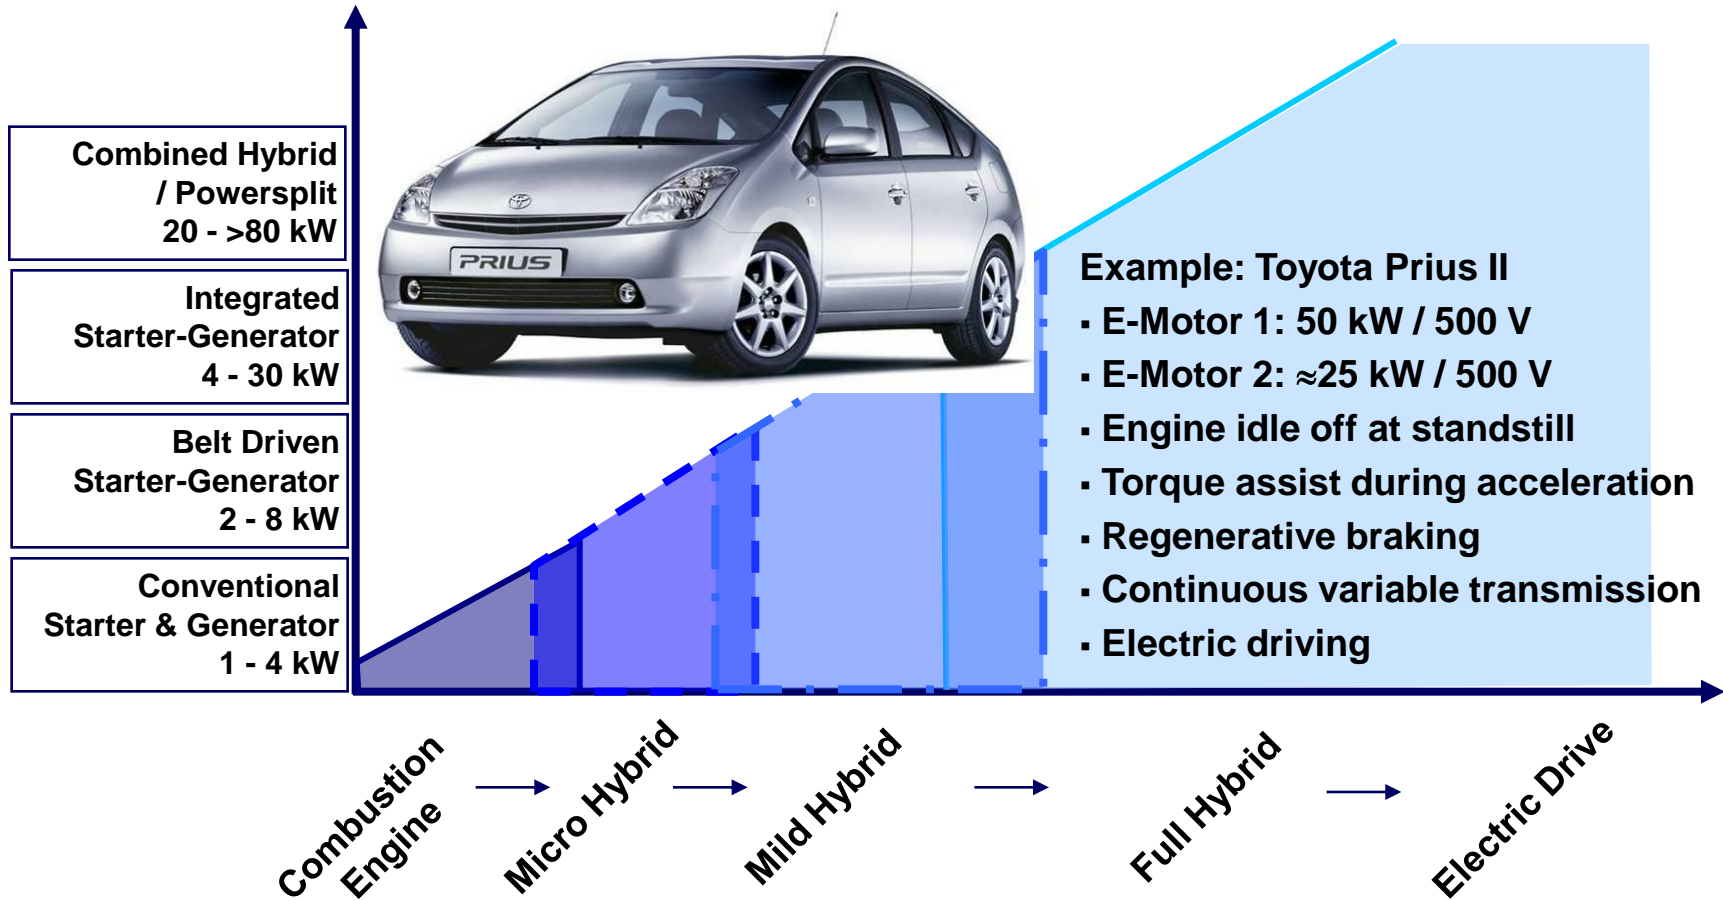 Combined Hybrid
/ Powersplit
20 - >80 kW
Integrated
Starter-Generator
4 - 30 kW
Belt Driven
Starter-Generator
2 - 8 kW
Conventional
Starter & Generator
1 - 4 kW
PRIUS
Example: Toyota Prius II
▪ E-Motor 1: 50 kW / 500 V
▪ E-Motor 2: ≈25 kW / 500 V
▪ Engine idle off at standstill
▪ Torque assist during acceleration
▪ Regenerative braking
▪ Continuous variable transmission
▪ Electric driving
Combustion
Engine
Micro Hybrid
Mild Hybrid
Full Hybrid
Electric Drive